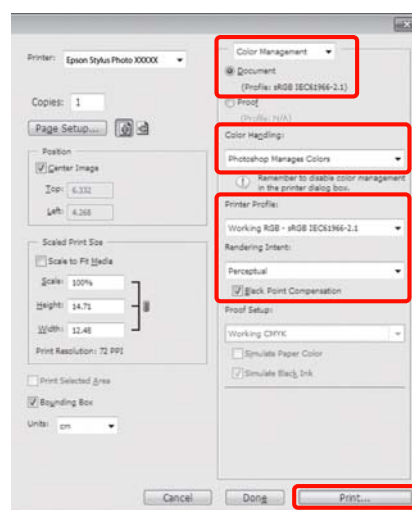 Printer: Epson Stylus Photo XXXXX
Copies: 1
Page Setup...
Position
Center Image
Top: 6.332
Left: 4.268
Scaled Print Size
Scale to Fit Media
Scale: 100%
Height: 14.71
Width: 12.48
Print Resolution: 72 PPI
Print Selected Area
Bounding Box
Units: cm
Color Management
Document
(Profile: sRGB IEC61966-2.1)
Proof
(Profile: N/A)
Color Handling:
Photoshop Manages Colors
Remember to disable color management
in the printer dialog box.
Printer Profile:
Working RGB - sRGB IEC61966-2.1
Rendering Intent:
Perceptual
Black Point Compensation
Proof Setup:
Working CMYK
Simulate Paper Color
Simulate Black Ink
Cancel
Done
Print...